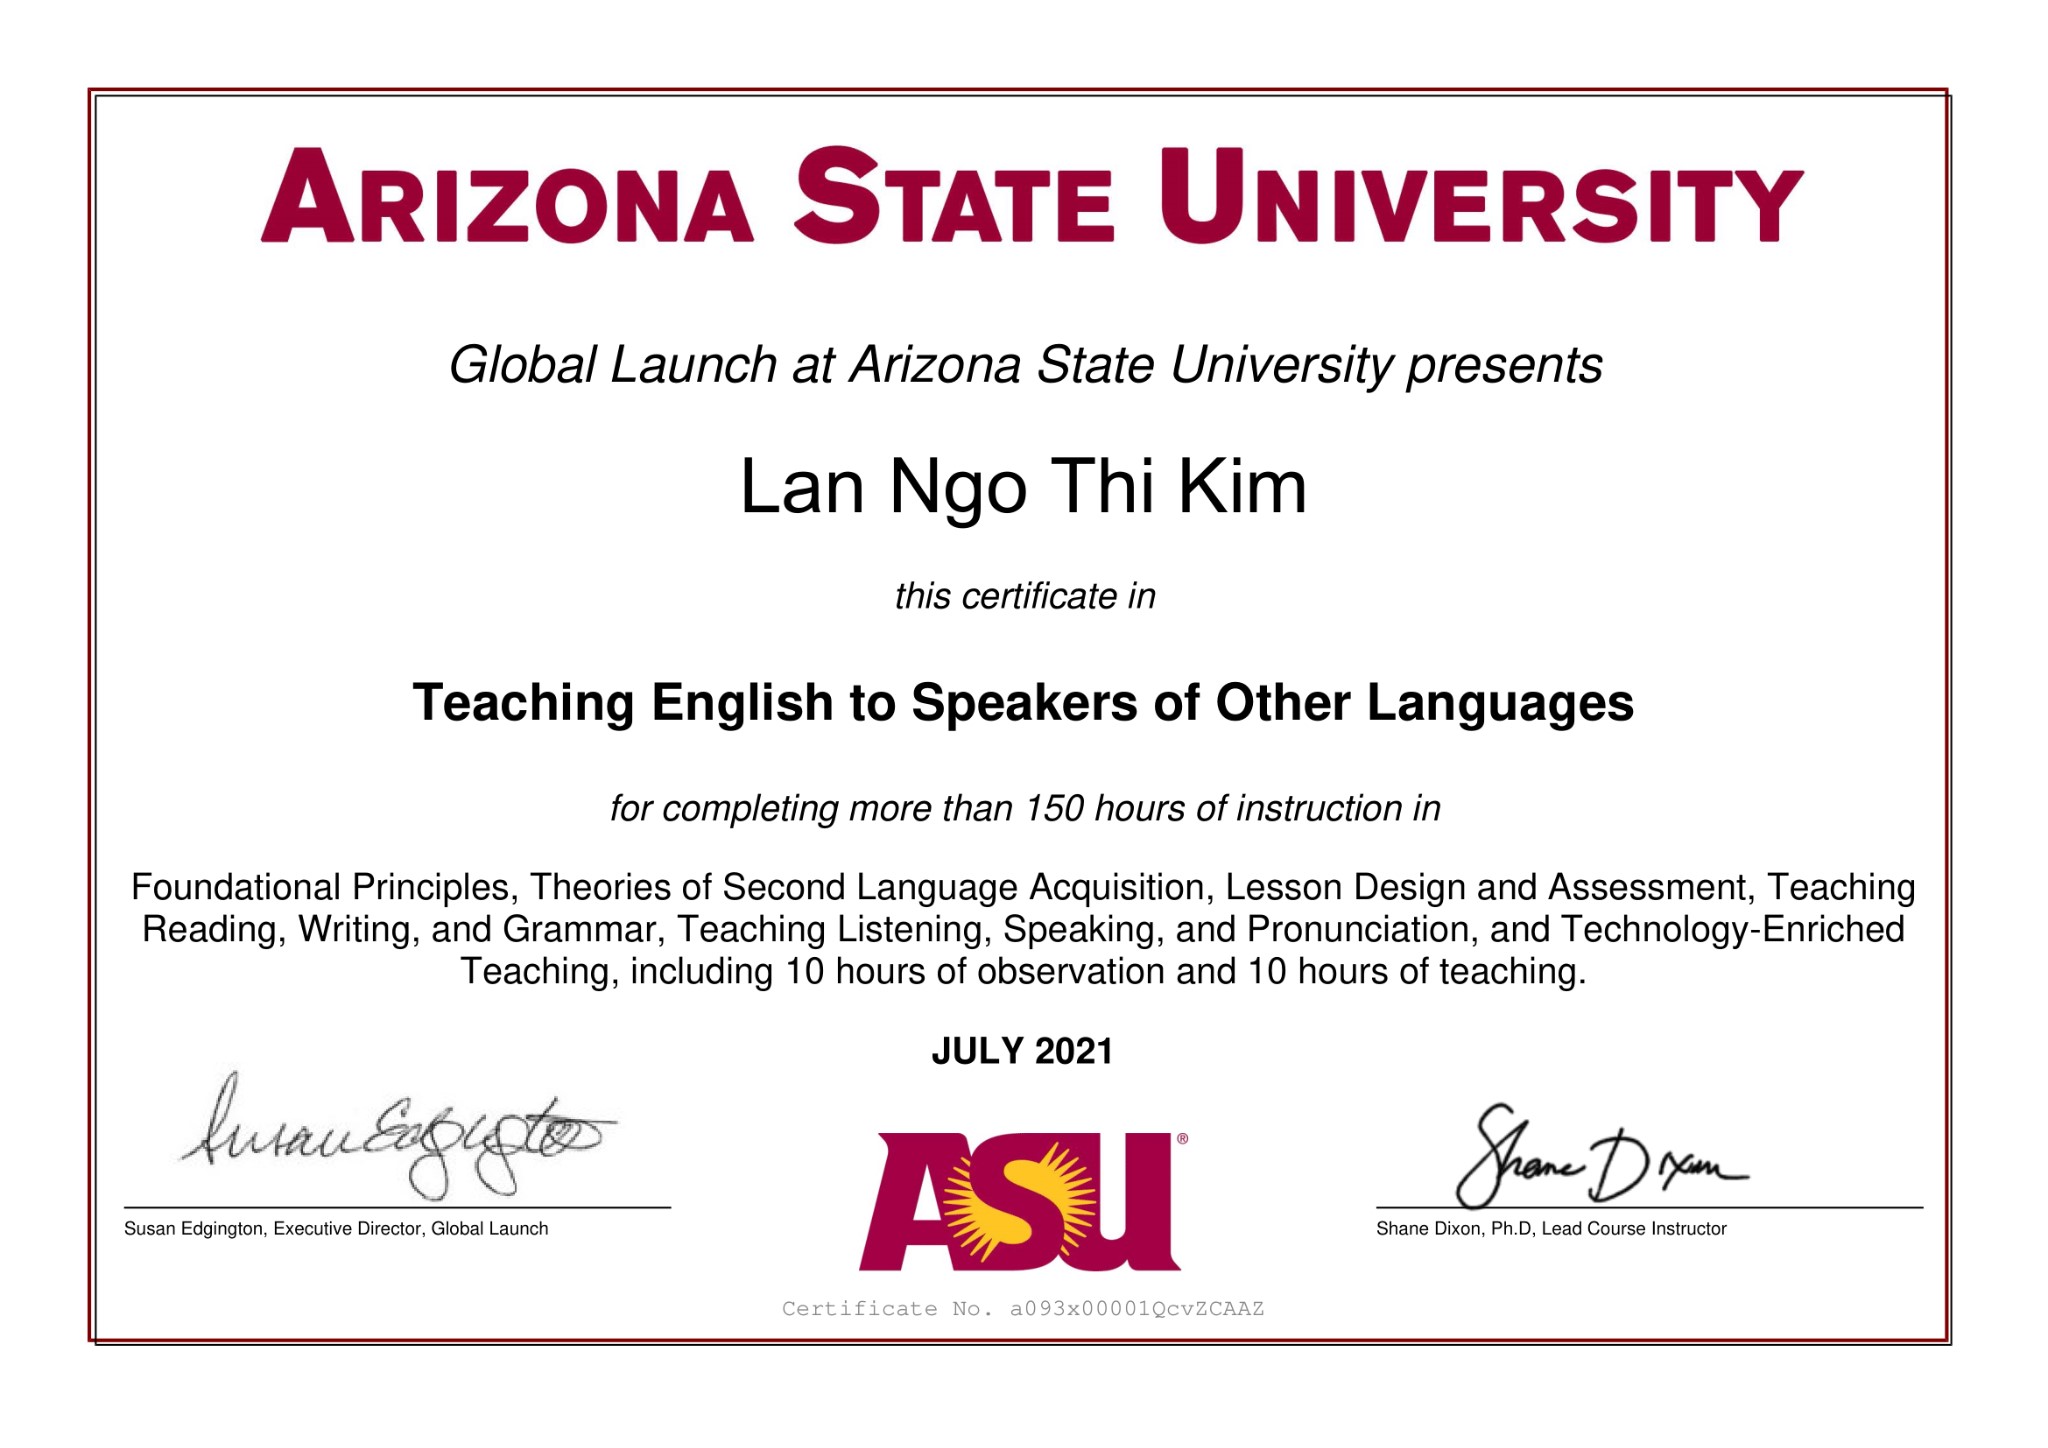 ARIZONA STATE UNIVERSITY
Global Launch at Arizona State University presents
Lan Ngo Thi Kim
this certificate in
Teaching English to Speakers of Other Languages
for completing more than 150 hours of instruction in
Foundational Principles, Theories of Second Language Acquisition, Lesson Design and Assessment, Teaching
Reading, Writing, and Grammar, Teaching Listening, Speaking, and Pronunciation, and Technology-Enriched
Teaching, including 10 hours of observation and 10 hours of teaching.
JULY 2021
Susan Edgington
Shane Dixon
ASU®
Susan Edgington, Executive Director, Global Launch
Shane Dixon, Ph.D, Lead Course Instructor
Certificate No. a093x00001QcvZCAAZ